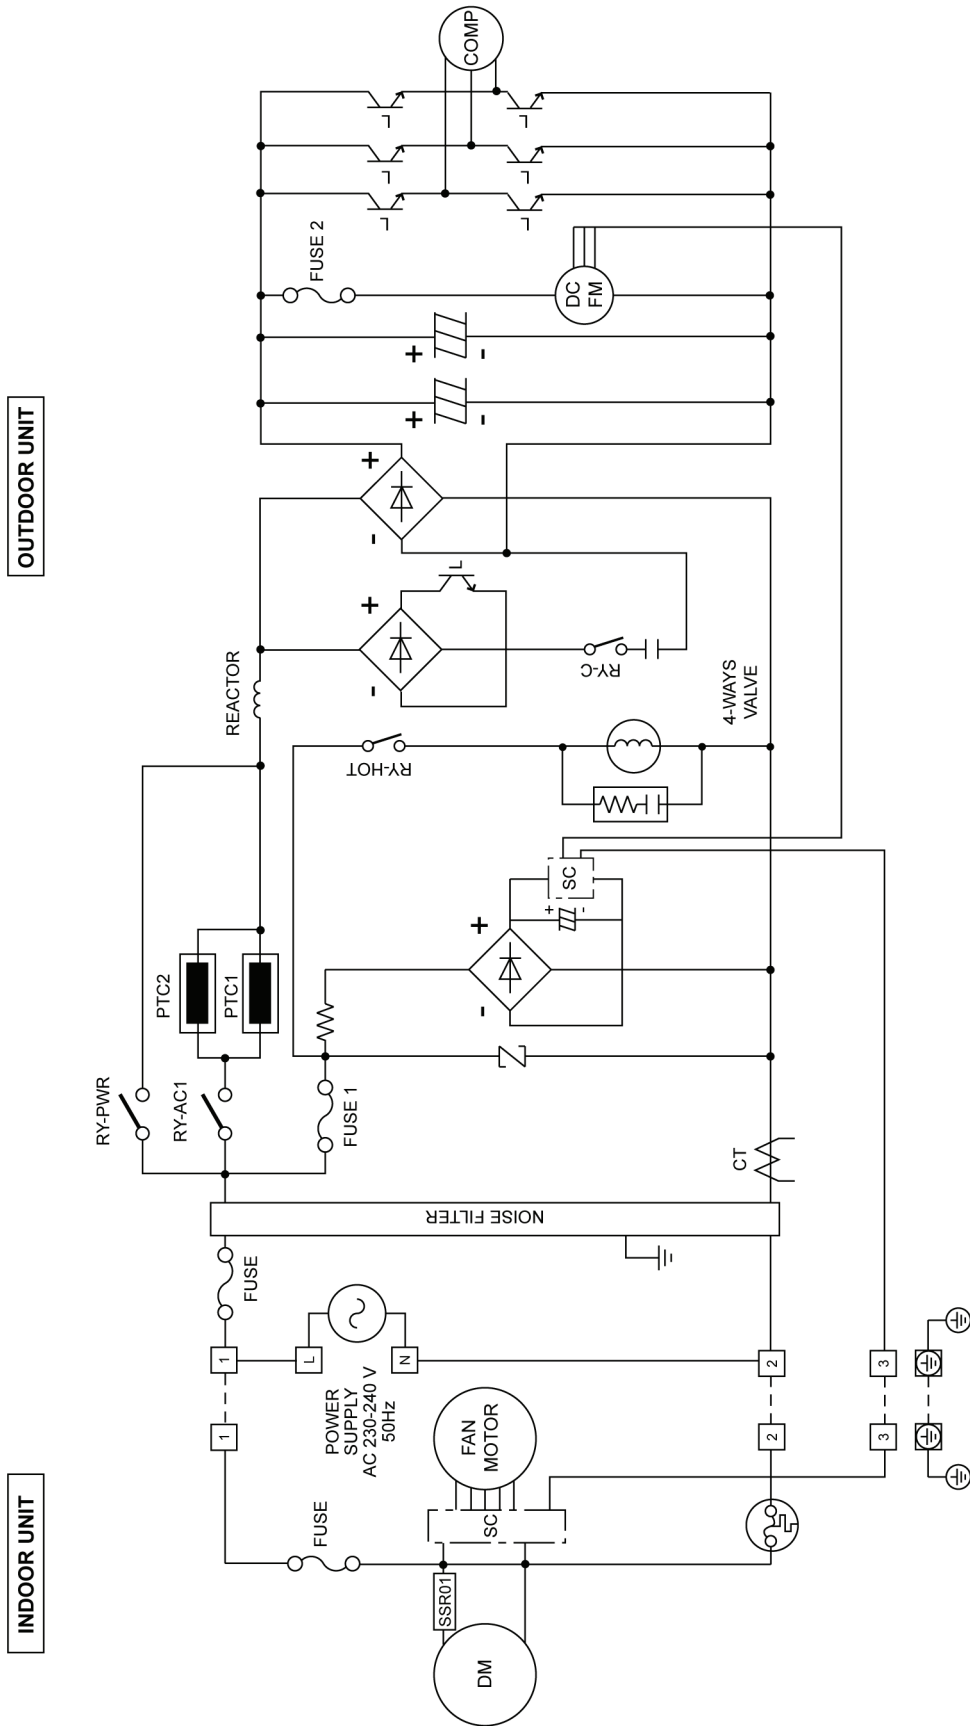 INDOOR UNIT
OUTDOOR UNIT
RY-PWR
RY-AC1
PTC2
PTC1
REACTOR
FUSE 1
FUSE
NOISE FILTER
CT
RY-HOT
4-WAYS
VALVE
RY-C
SC
+
-
+
-
+
-
+
-
+
-
+
-
FUSE 2
DC
FM
COMP
1
1
L
N
POWER
SUPPLY
AC 230-240 V
50Hz
FAN
MOTOR
SC
FUSE
SSR01
DM
2
2
3
3